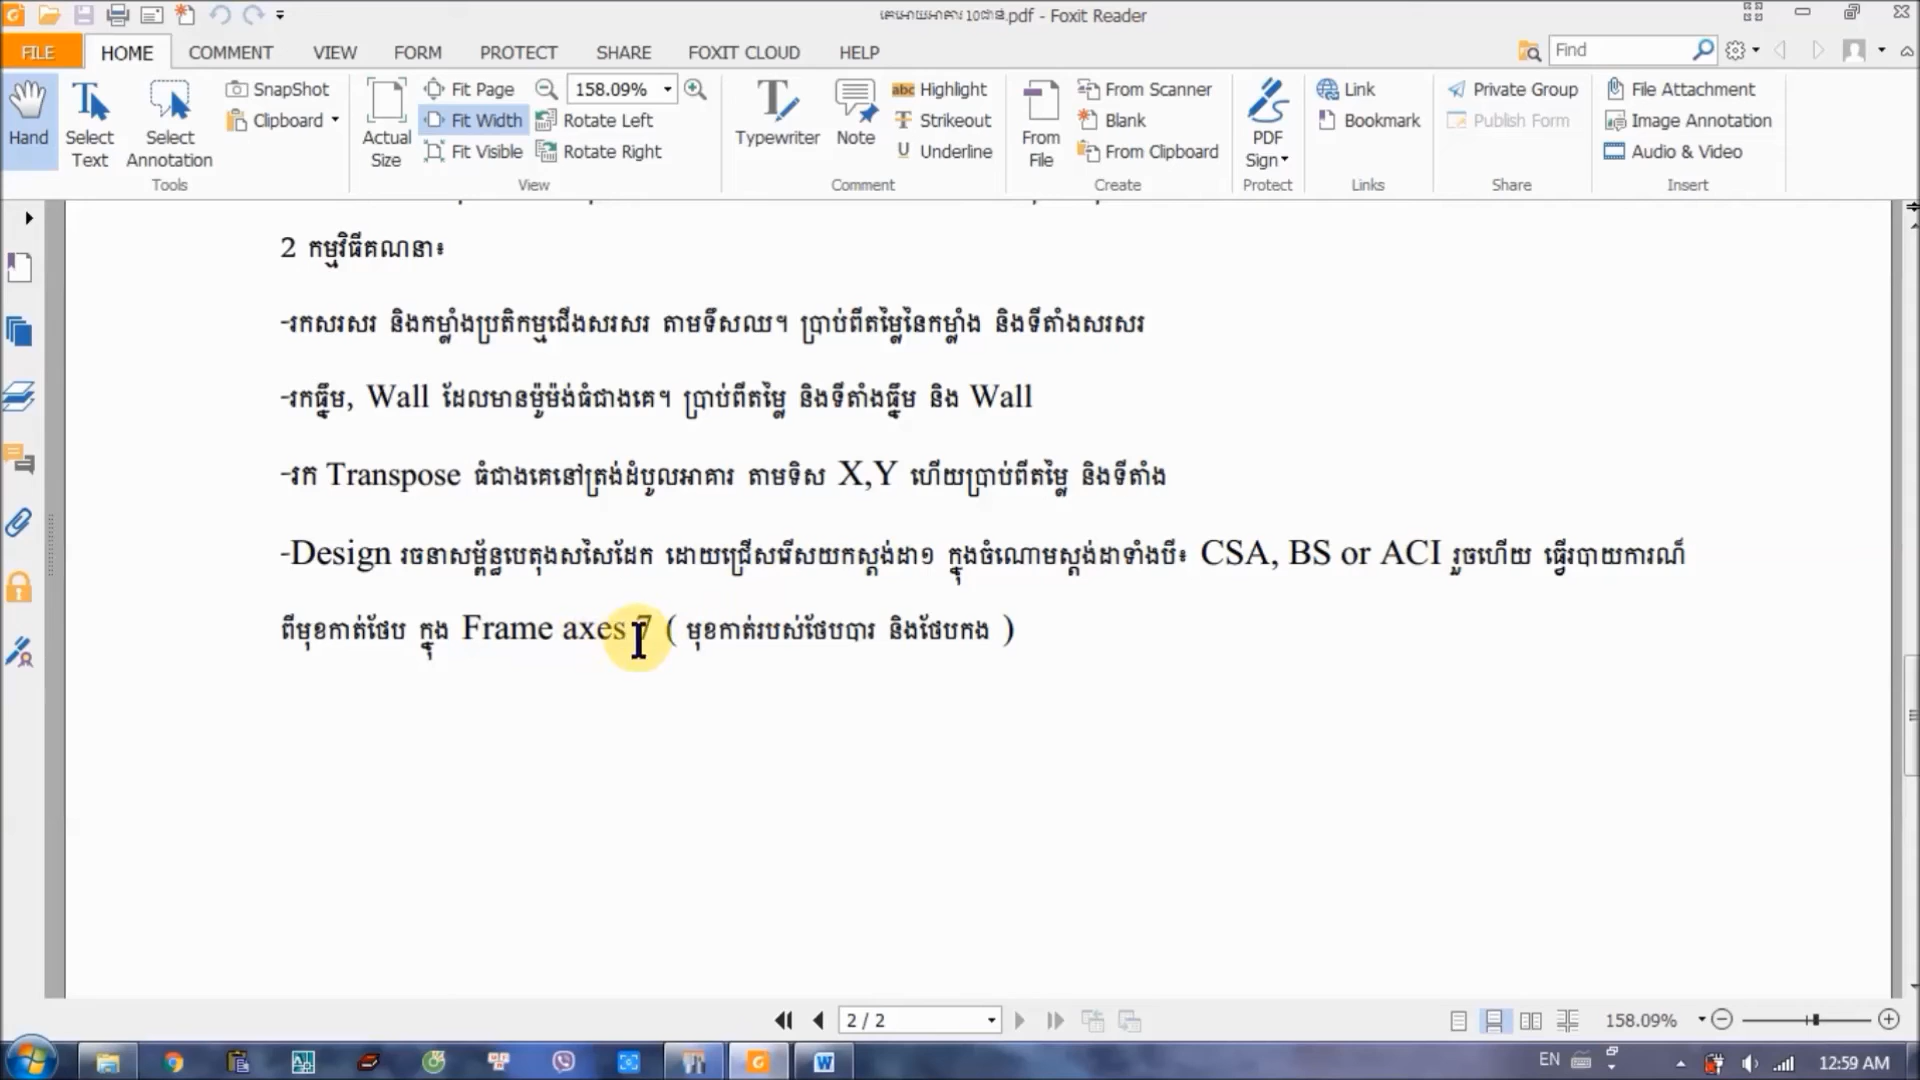 .pdf - Foxit Reader
FILE HOME COMMENT VIEW FORM PROTECT SHARE FOXIT CLOUD HELP Find
Hand
Select Text
Select Annotation
SnapShot
Clipboard
Tools
Actual Size
Fit Page
Fit Width
Fit Visible
158.09%
Rotate Left
Rotate Right
View
Typewriter
Note
Highlight
Strikeout
Underline
Comment
From File
From Scanner
Blank
From Clipboard
Create
PDF Sign
Protect
Link
Bookmark
Links
Private Group
Publish Form
Share
File Attachment
Image Annotation
Audio & Video
Insert
2 កម្មវិធីគណនា៖
-រកសរសរ និងកម្លាំងប្រតិកម្មជើងសរសរ តាមទីសឈ។ ប្រាប់ពីតម្លៃនៃកម្លាំង និងទីតាំងសរសរ
-រកធ្នឹម, Wall ដែលមានម៉ូម៉ង់ធំជាងគេ។ ប្រាប់ពីតម្លៃ និងទីតាំងធ្នឹម និង Wall
-រក Transpose ធំជាងគេនៅត្រង់ដំបូលអាគារ តាមទិស X,Y ហើយប្រាប់ពីតម្លៃ និងទីតាំង
-Design រចនាសម្ព័ន្ធបេតុងសសៃដែក ដោយជ្រើសរើសយកស្តង់ដា១ ក្នុងចំណោមស្តង់ដាទាំងបី៖ CSA, BS or ACI រួចហើយ ធ្វើរបាយការណ៏
ពីមុខកាត់ផែប ក្នុង Frame axes 7 ( មុខកាត់របស់ផែបបារ និងផែបកង )
2 / 2
158.09%
EN
12:59 AM